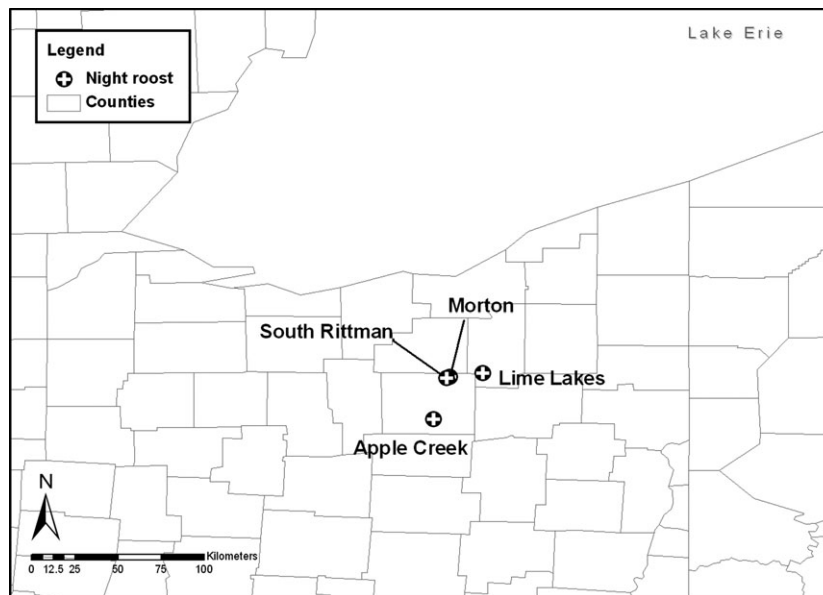 Lake Erie
Legend
Night roost
Counties
Morton
South Rittman
Lime Lakes
Apple Creek
N
Kilometers
0 12.5 25 50 75 100